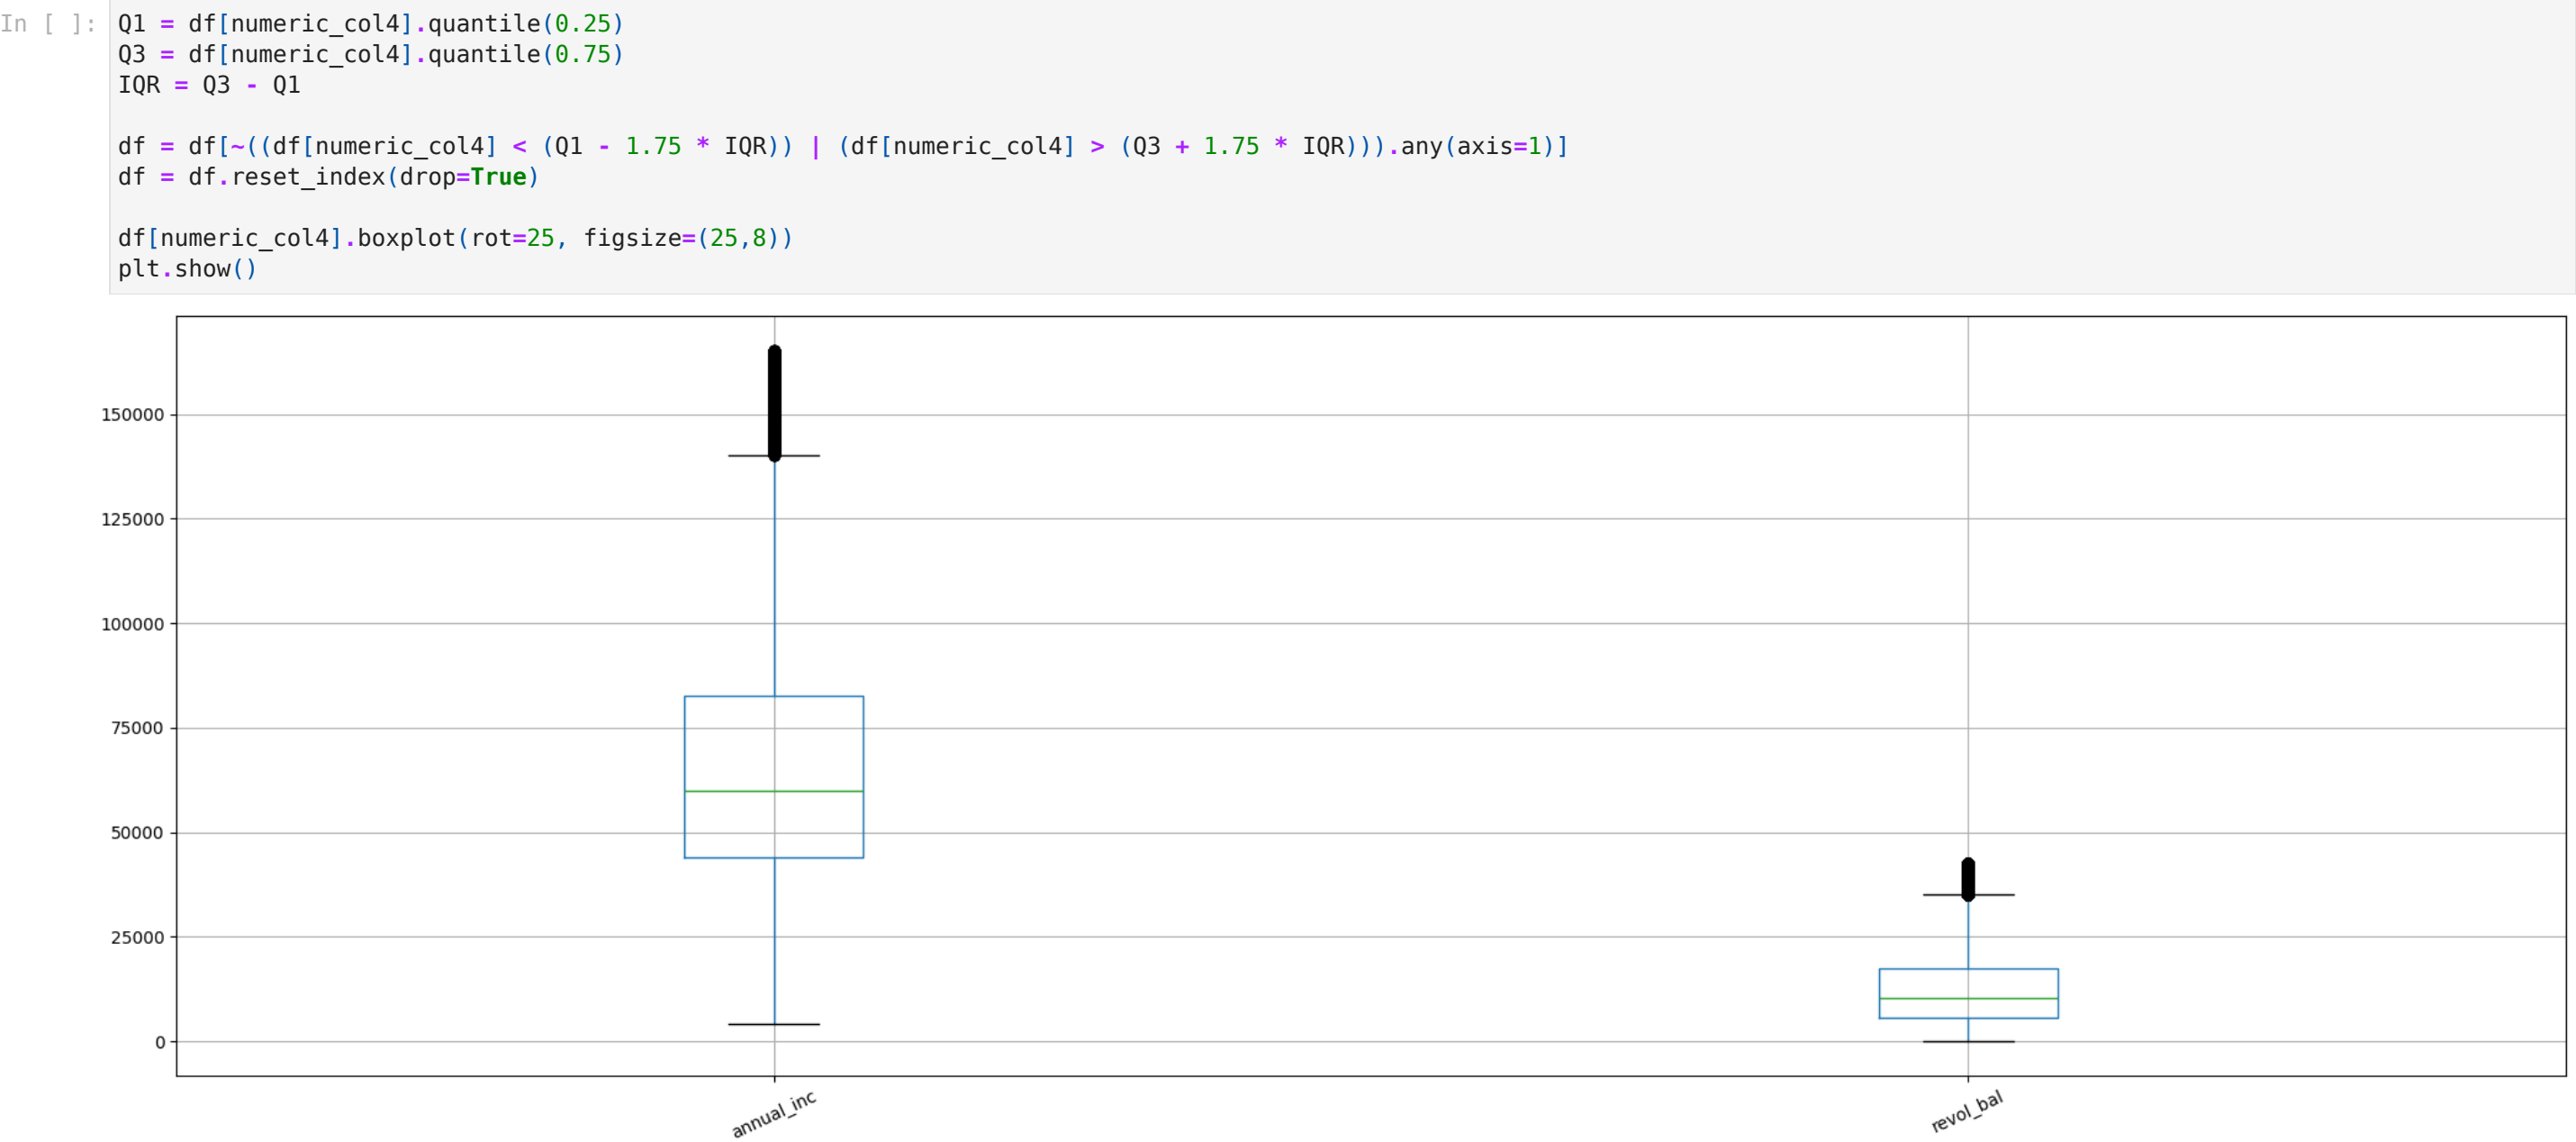 In [ ]:
Q1 = df[numeric_col4].quantile(0.25)
Q3 = df[numeric_col4].quantile(0.75)
IQR = Q3 - Q1
df = df[~((df[numeric_col4] < (Q1 - 1.75 * IQR)) | (df[numeric_col4] > (Q3 + 1.75 * IQR))).any(axis=1)]
df = df.reset_index(drop=True)
df[numeric_col4].boxplot(rot=25, figsize=(25,8))
plt.show()
150000
125000
100000
75000
50000
25000
0
annual_inc
revol_bal